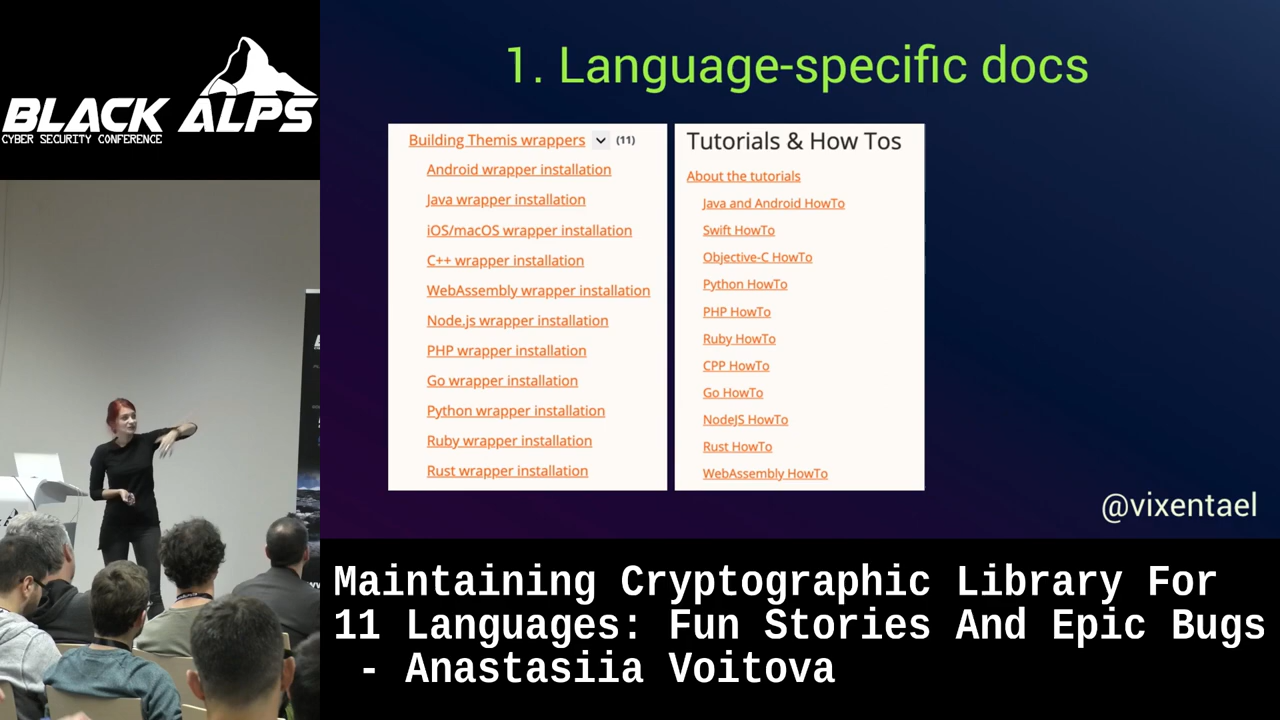 BLACK ALPS
CYBER SECURITY CONFERENCE
1. Language-specific docs
Building Themis wrappers (11)
Android wrapper installation
Java wrapper installation
iOS/macOS wrapper installation
C++ wrapper installation
WebAssembly wrapper installation
Node.js wrapper installation
PHP wrapper installation
Go wrapper installation
Python wrapper installation
Ruby wrapper installation
Rust wrapper installation
Tutorials & How Tos
About the tutorials
Java and Android HowTo
Swift HowTo
Objective-C HowTo
Python HowTo
PHP HowTo
Ruby HowTo
CPP HowTo
Go HowTo
NodeJS HowTo
Rust HowTo
WebAssembly HowTo
@vixentael
Maintaining Cryptographic Library For
11 Languages: Fun Stories And Epic Bugs
- Anastasiia Voitova